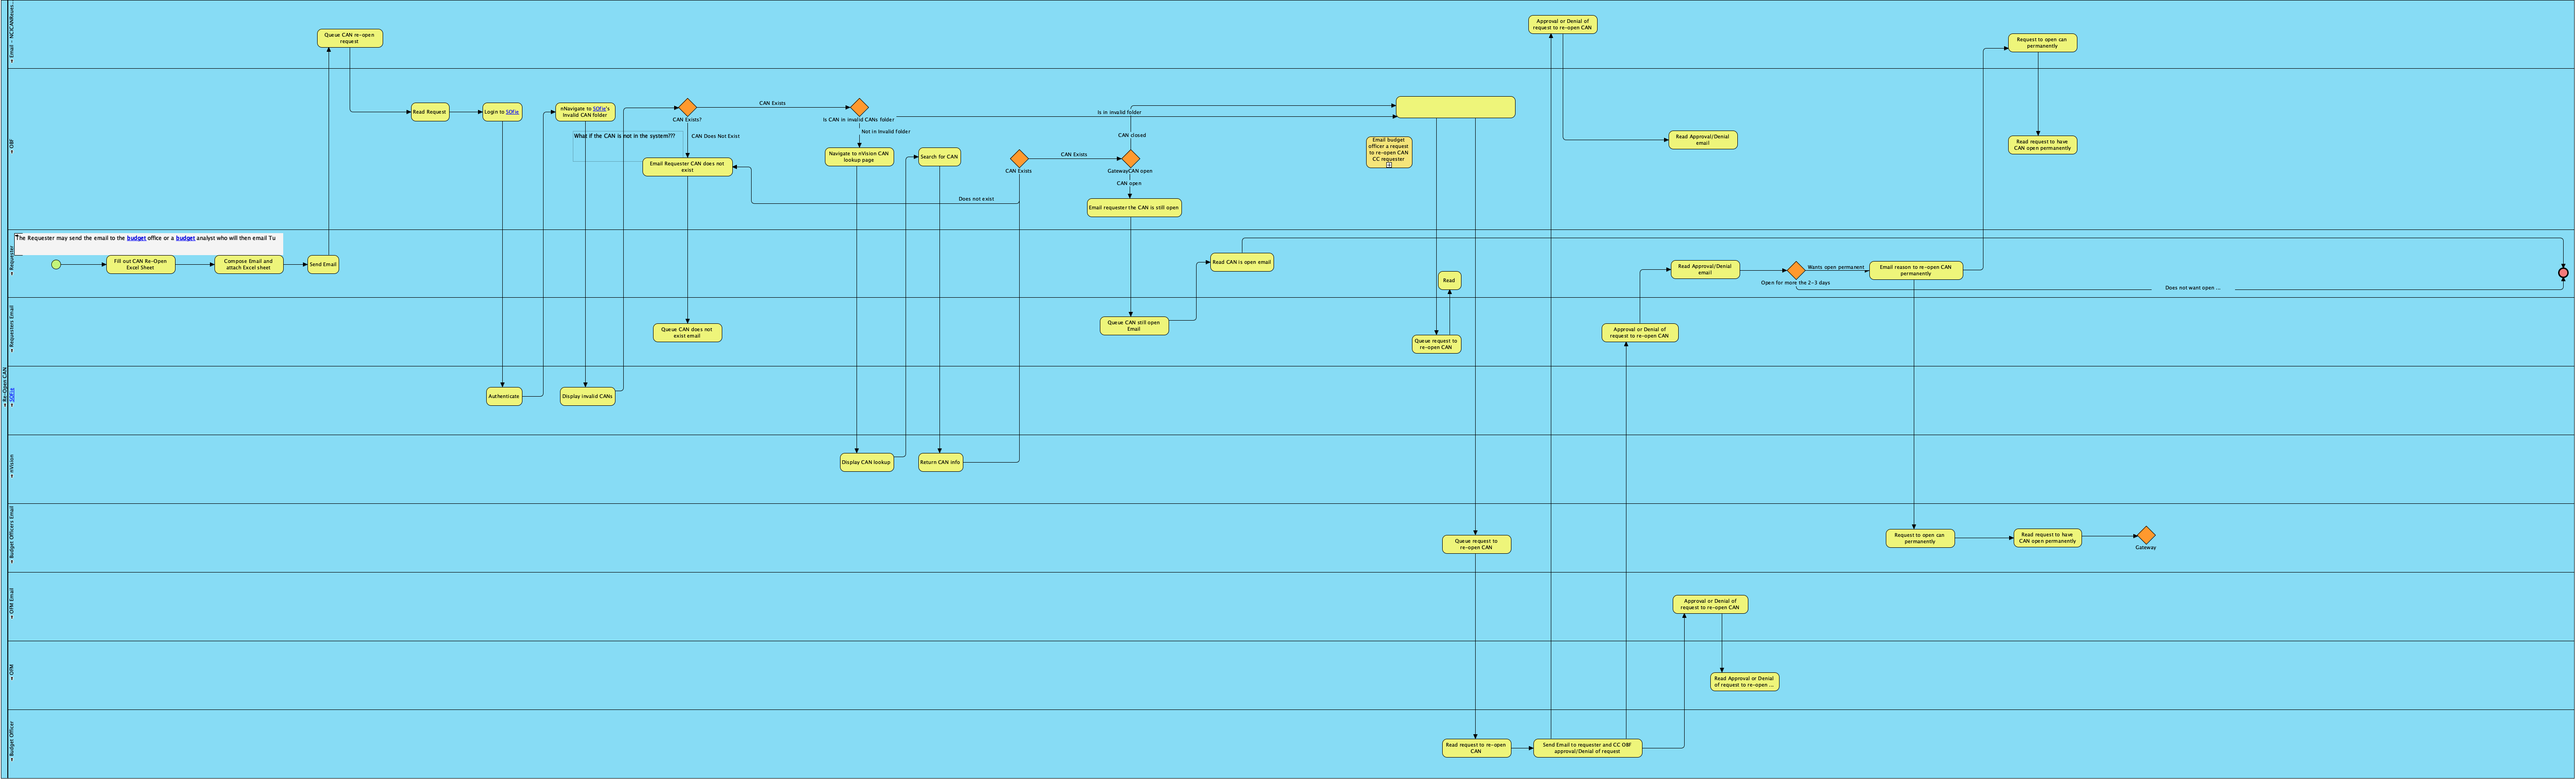 Re-Open CAN
Email - NCICANReques...
Queue CAN re-open
request
Approval or Denial of
request to re-open CAN
Request to open can
permanently
OBF
Read Request
Login to SOFie
nNavigate to SOFie's
Invalid CAN folder
CAN Exists?
CAN Exists
Is CAN in invalid CANs folder
Is in invalid folder
What if the CAN is not in the system???
CAN Does Not Exist
Not in Invalid folder
CAN closed
Email Requester CAN does not
exist
Navigate to nVision CAN
lookup page
Search for CAN
CAN Exists
CAN Exists
GatewayCAN open
CAN open
Does not exist
Email requester the CAN is still open
Email budget
officer a request
to re-open CAN
CC requester
Read Approval/Denial
email
Read request to have
CAN open permanently
Requester
The Requester may send the email to the budget office or a budget analyst who will then email Tu
Fill out CAN Re-Open
Excel Sheet
Compose Email and
attach Excel sheet
Send Email
Read CAN is open email
Read
Read Approval/Denial
email
Open for more the 2-3 days
Wants open permanent
Email reason to re-open CAN
permanently
Does not want open ...
Requesters Email
Queue CAN does not
exist email
Queue CAN still open
Email
Queue request to
re-open CAN
Approval or Denial of
request to re-open CAN
SOFie
Authenticate
Display invalid CANs
nVision
Display CAN lookup
Return CAN info
Budget Officers Email
Queue request to
re-open CAN
Request to open can
permanently
Read request to have
CAN open permanently
Gateway
OFM Email
Approval or Denial of
request to re-open CAN
OFM
Read Approval or Denial
of request to re-open ...
Budget Officer
Read request to re-open
CAN
Send Email to requester and CC OBF
approval/Denial of request